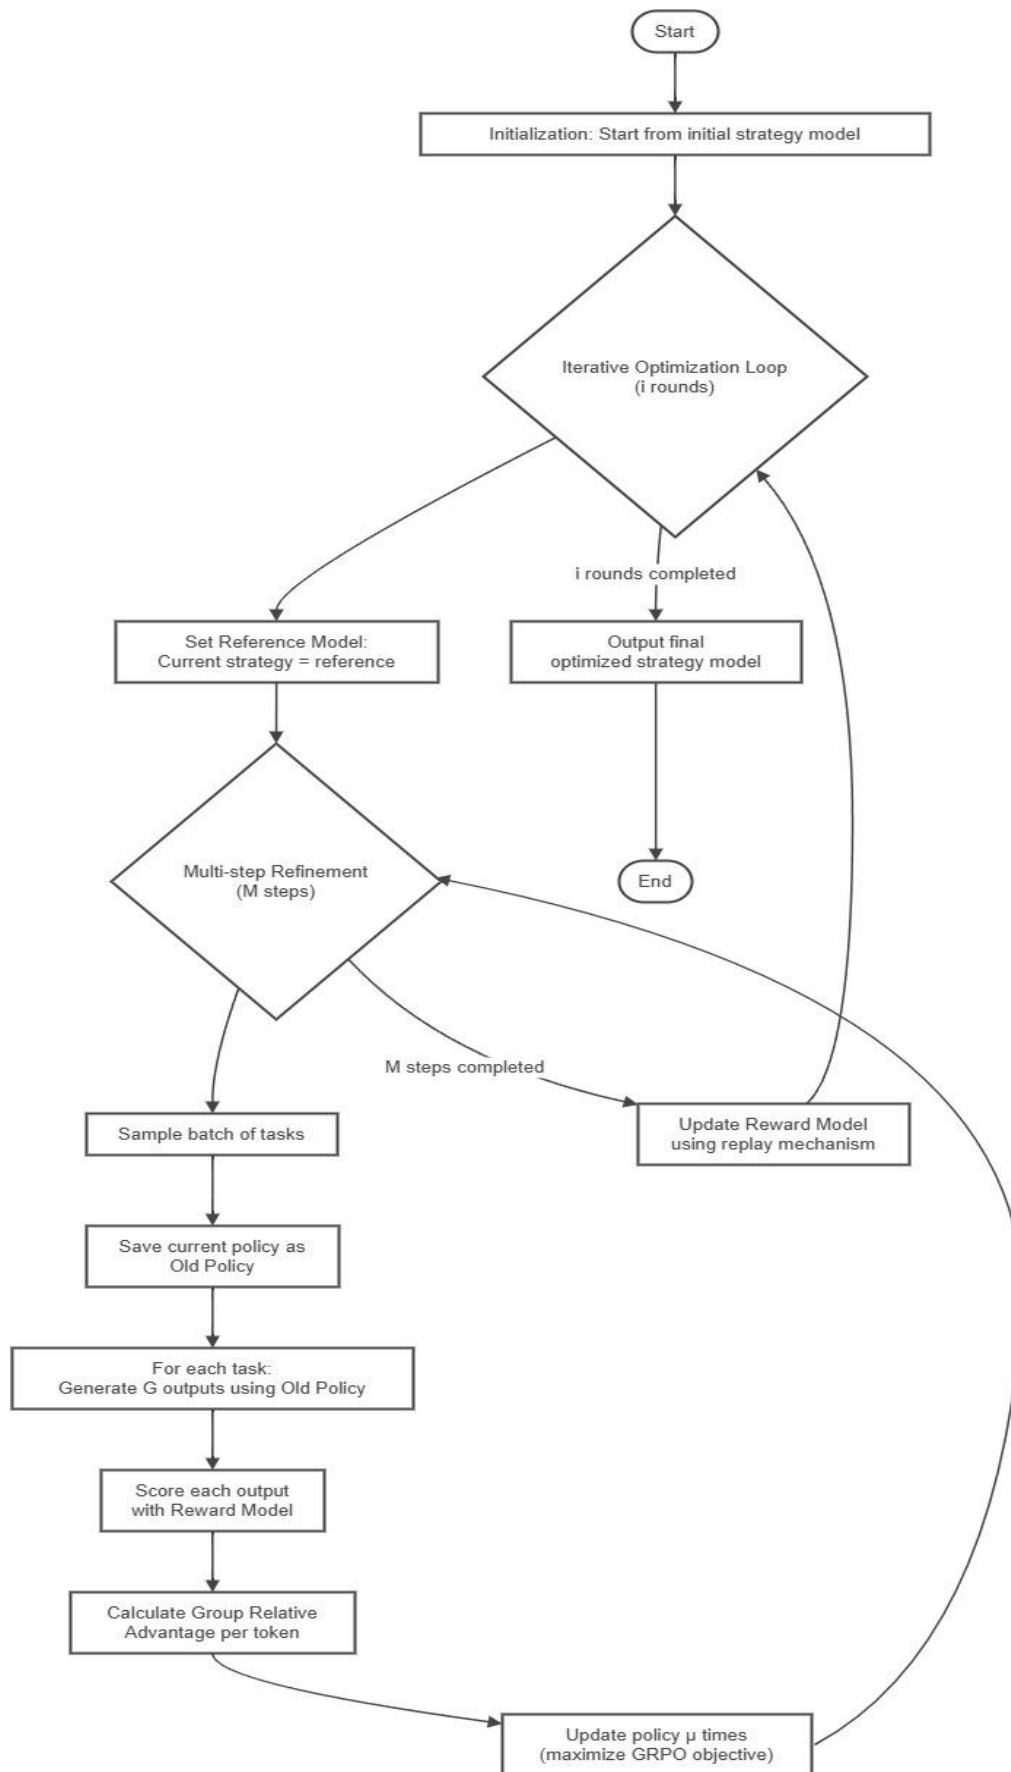 Start
Initialization: Start from initial strategy model
Iterative Optimization Loop
(i rounds)
i rounds completed
Set Reference Model:
Current strategy = reference
Output final
optimized strategy model
Multi-step Refinement
(M steps)
End
M steps completed
Sample batch of tasks
Update Reward Model
using replay mechanism
Save current policy as
Old Policy
For each task:
Generate G outputs using Old Policy
Score each output
with Reward Model
Calculate Group Relative
Advantage per token
Update policy μ times
(maximize GRPO objective)